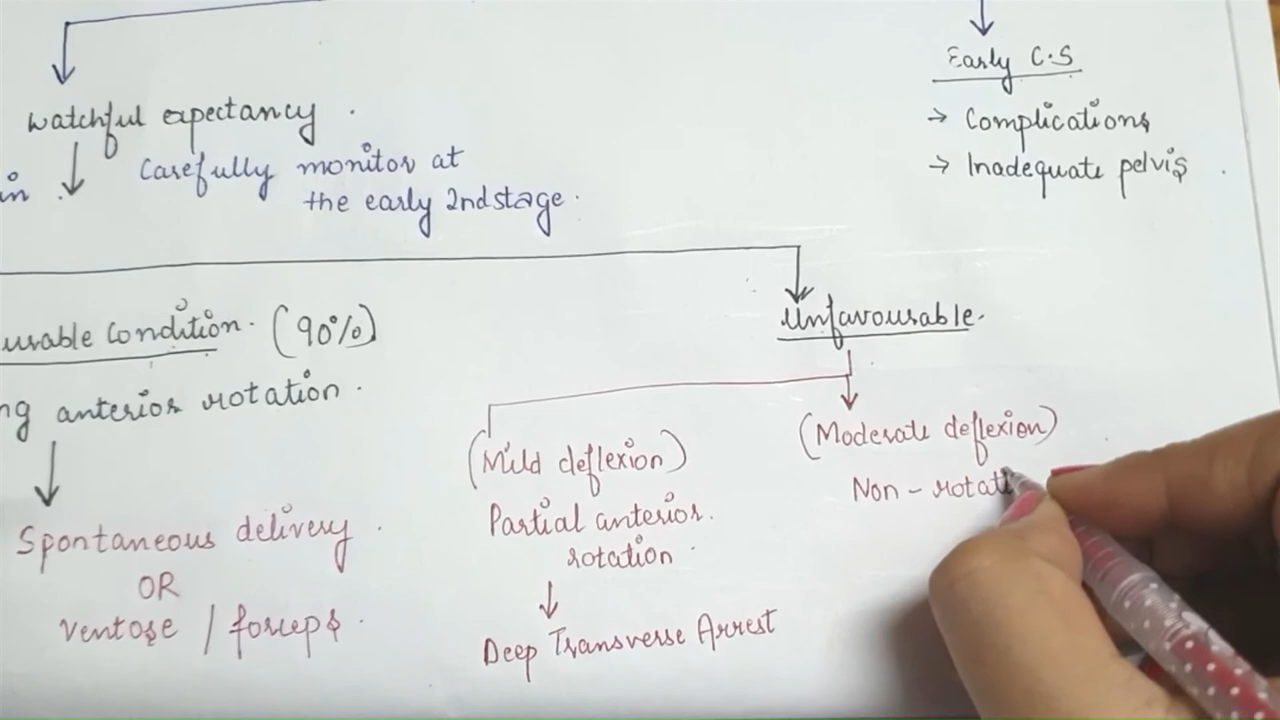 Early C.S
→ Complications
→ Inadequate pelvis
Watchful expectancy.
in. Carefully monitor at
the early 2nd stage.
usable Condition. (90%)
ng anterior rotation.
Spontaneous delivery.
OR
Ventose / forceps.
Unfavourable.
(Mild deflexion)
Partial anterior.
rotation
Deep Transverse Arrest
(Moderate deflexion)
Non - rotati